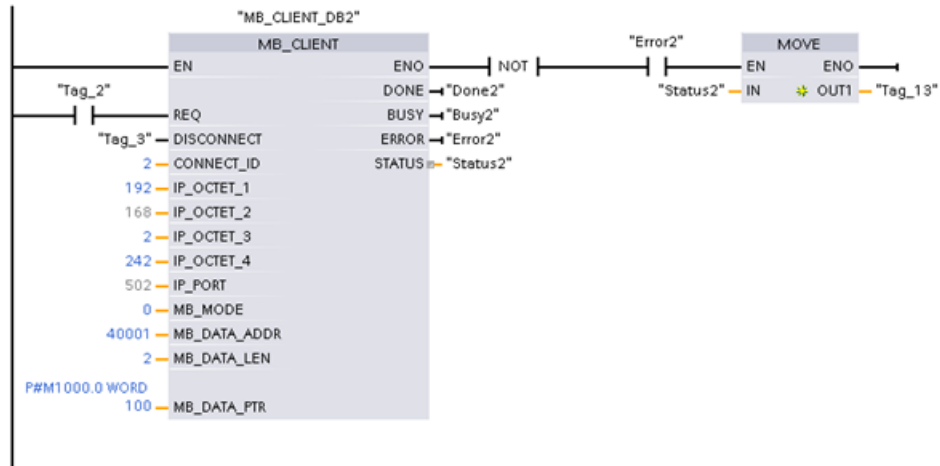 "MB_CLIENT_DB2"
MB_CLIENT
EN ENO
NOT
"Error2"
MOVE
EN ENO
DONE "Done2"
"Status2" IN OUT1 "Tag_13"
"Tag_2"
REQ BUSY "Busy2"
"Tag_3" DISCONNECT ERROR "Error2"
2 CONNECT_ID STATUS "Status2"
192 IP_OCTET_1
168 IP_OCTET_2
2 IP_OCTET_3
242 IP_OCTET_4
502 IP_PORT
0 MB_MODE
40001 MB_DATA_ADDR
2 MB_DATA_LEN
P#M1000.0 WORD
100 MB_DATA_PTR